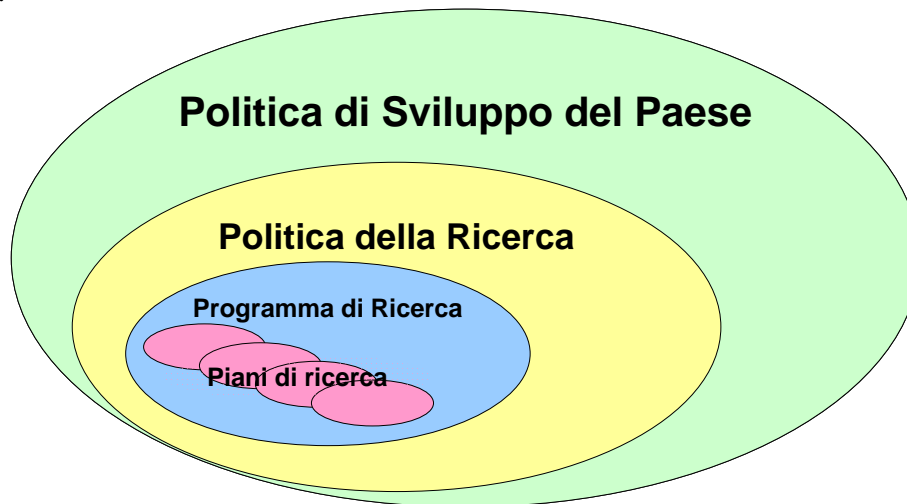 Politica di Sviluppo del Paese
Politica della Ricerca
Programma di Ricerca
Piani di ricerca